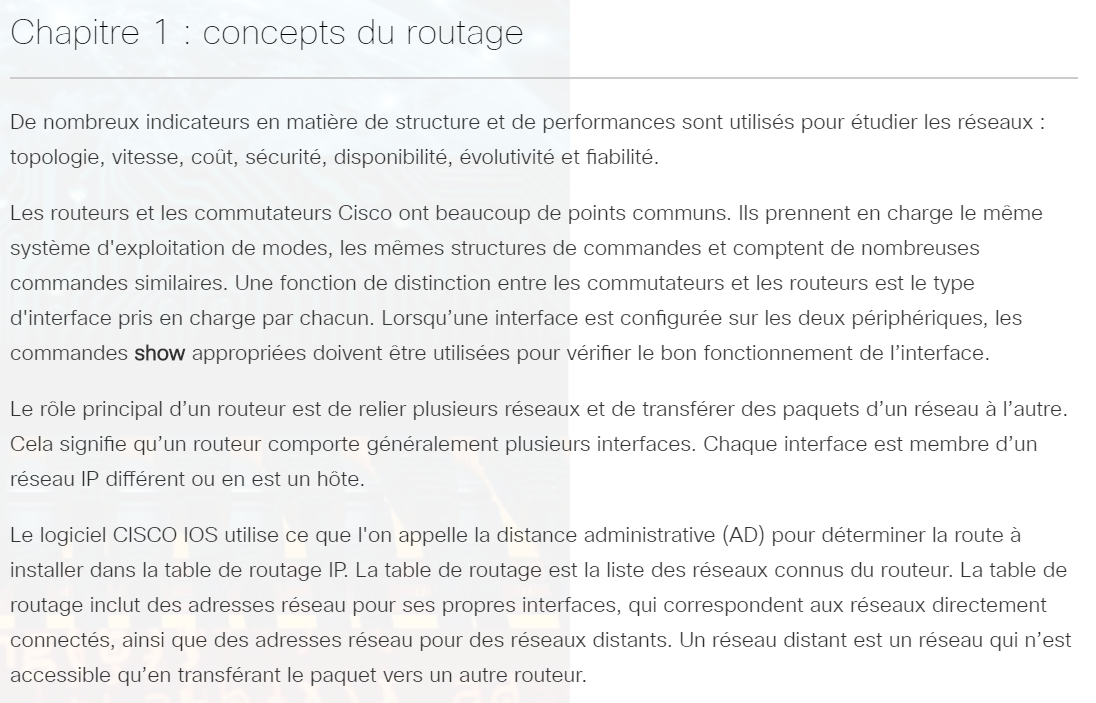 Chapitre 1 : concepts du routage
De nombreux indicateurs en matière de structure et de performances sont utilisés pour étudier les réseaux :
topologie, vitesse, coût, sécurité, disponibilité, évolutivité et fiabilité.
Les routeurs et les commutateurs Cisco ont beaucoup de points communs. Ils prennent en charge le même
système d'exploitation de modes, les mêmes structures de commandes et comptent de nombreuses
commandes similaires. Une fonction de distinction entre les commutateurs et les routeurs est le type
d'interface pris en charge par chacun. Lorsqu’une interface est configurée sur les deux périphériques, les
commandes show appropriées doivent être utilisées pour vérifier le bon fonctionnement de l’interface.
Le rôle principal d’un routeur est de relier plusieurs réseaux et de transférer des paquets d’un réseau à l’autre.
Cela signifie qu’un routeur comporte généralement plusieurs interfaces. Chaque interface est membre d’un
réseau IP différent ou en est un hôte.
Le logiciel CISCO IOS utilise ce que l'on appelle la distance administrative (AD) pour déterminer la route à
installer dans la table de routage IP. La table de routage est la liste des réseaux connus du routeur. La table de
routage inclut des adresses réseau pour ses propres interfaces, qui correspondent aux réseaux directement
connectés, ainsi que des adresses réseau pour des réseaux distants. Un réseau distant est un réseau qui n’est
accessible qu’en transférant le paquet vers un autre routeur.